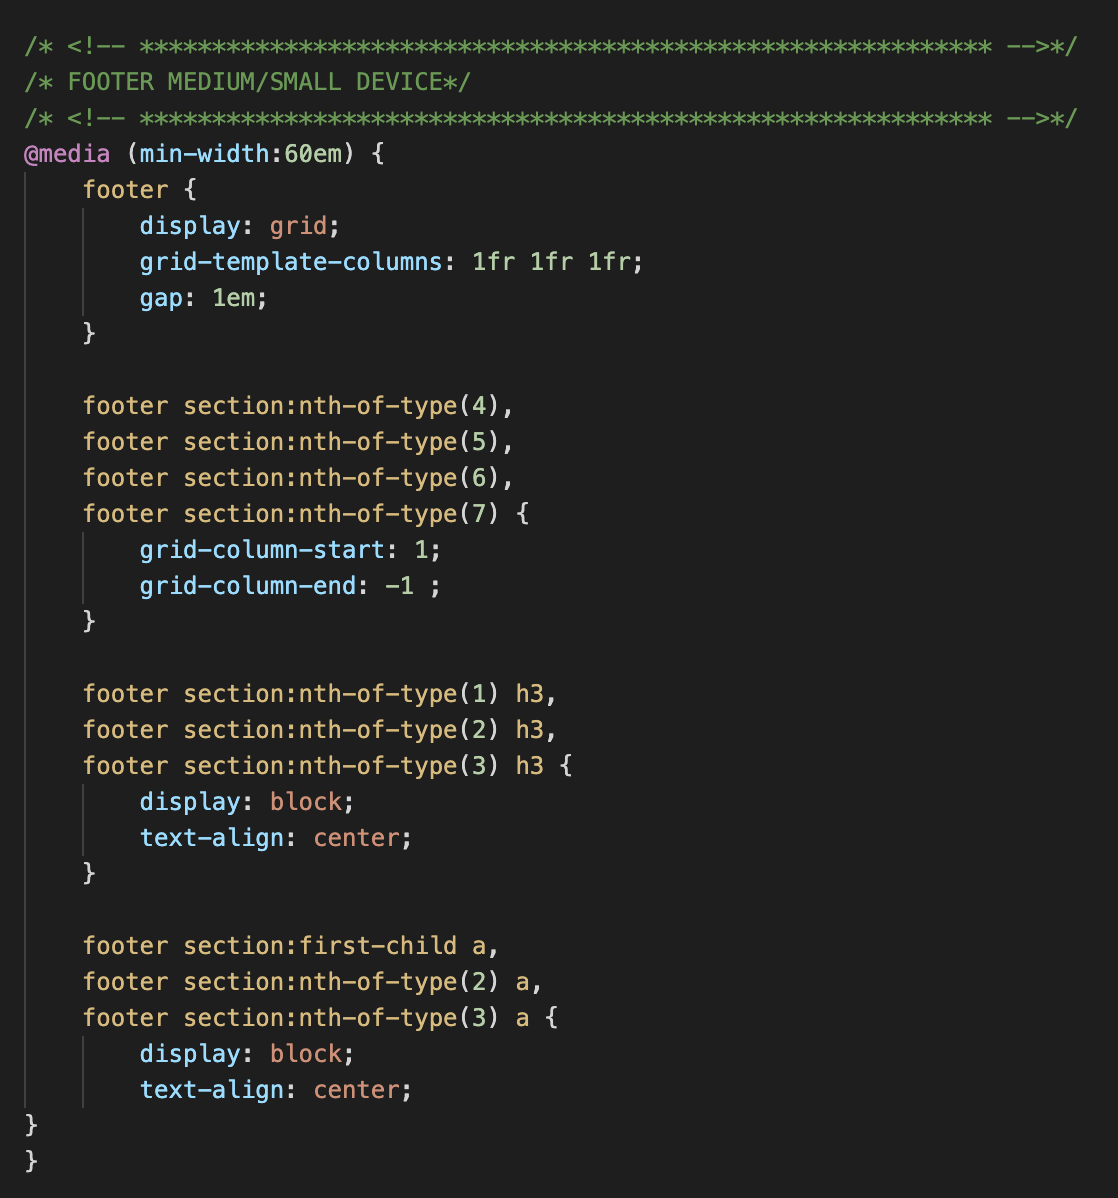 /* <!-- *********************************************************** -->*/
/* FOOTER MEDIUM/SMALL DEVICE*/
/* <!-- *********************************************************** -->*/
@media (min-width:60em) {
    footer {
        display: grid;
        grid-template-columns: 1fr 1fr 1fr;
        gap: 1em;
    }

    footer section:nth-of-type(4),
    footer section:nth-of-type(5),
    footer section:nth-of-type(6),
    footer section:nth-of-type(7) {
        grid-column-start: 1;
        grid-column-end: -1 ;
    }

    footer section:nth-of-type(1) h3,
    footer section:nth-of-type(2) h3,
    footer section:nth-of-type(3) h3 {
        display: block;
        text-align: center;
    }

    footer section:first-child a,
    footer section:nth-of-type(2) a,
    footer section:nth-of-type(3) a {
        display: block;
        text-align: center;
}
}